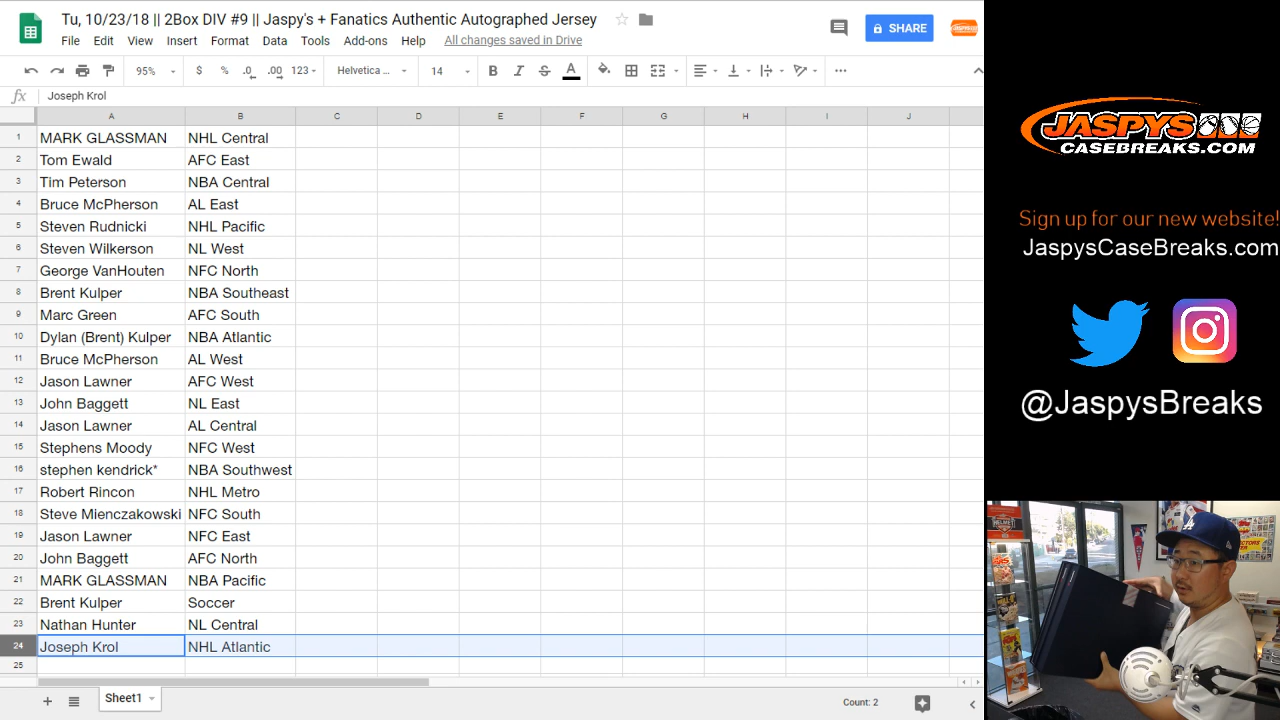 Tu, 10/23/18 || 2Box DIV #9 || Jaspy's + Fanatics Authentic Autographed Jersey
File Edit View Insert Format Data Tools Add-ons Help All changes saved in Drive
SHARE
95% $ % .0 .00 123 Helvetica ... 14 B I S A
fx Joseph Krol
A B C D E F G H I J
1 MARK GLASSMAN NHL Central
2 Tom Ewald AFC East
3 Tim Peterson NBA Central
4 Bruce McPherson AL East
5 Steven Rudnicki NHL Pacific
6 Steven Wilkerson NL West
7 George VanHouten NFC North
8 Brent Kulper NBA Southeast
9 Marc Green AFC South
10 Dylan (Brent) Kulper NBA Atlantic
11 Bruce McPherson AL West
12 Jason Lawner AFC West
13 John Baggett NL East
14 Jason Lawner AL Central
15 Stephens Moody NFC West
16 stephen kendrick* NBA Southwest
17 Robert Rincon NHL Metro
18 Steve Mienczakowski NFC South
19 Jason Lawner NFC East
20 John Baggett AFC North
21 MARK GLASSMAN NBA Pacific
22 Brent Kulper Soccer
23 Nathan Hunter NL Central
24 Joseph Krol NHL Atlantic
25
Sheet1
Count: 2
JASPYS
CASEBREAKS.COM
Sign up for our new website!
JaspysCaseBreaks.com
@JaspysBreaks